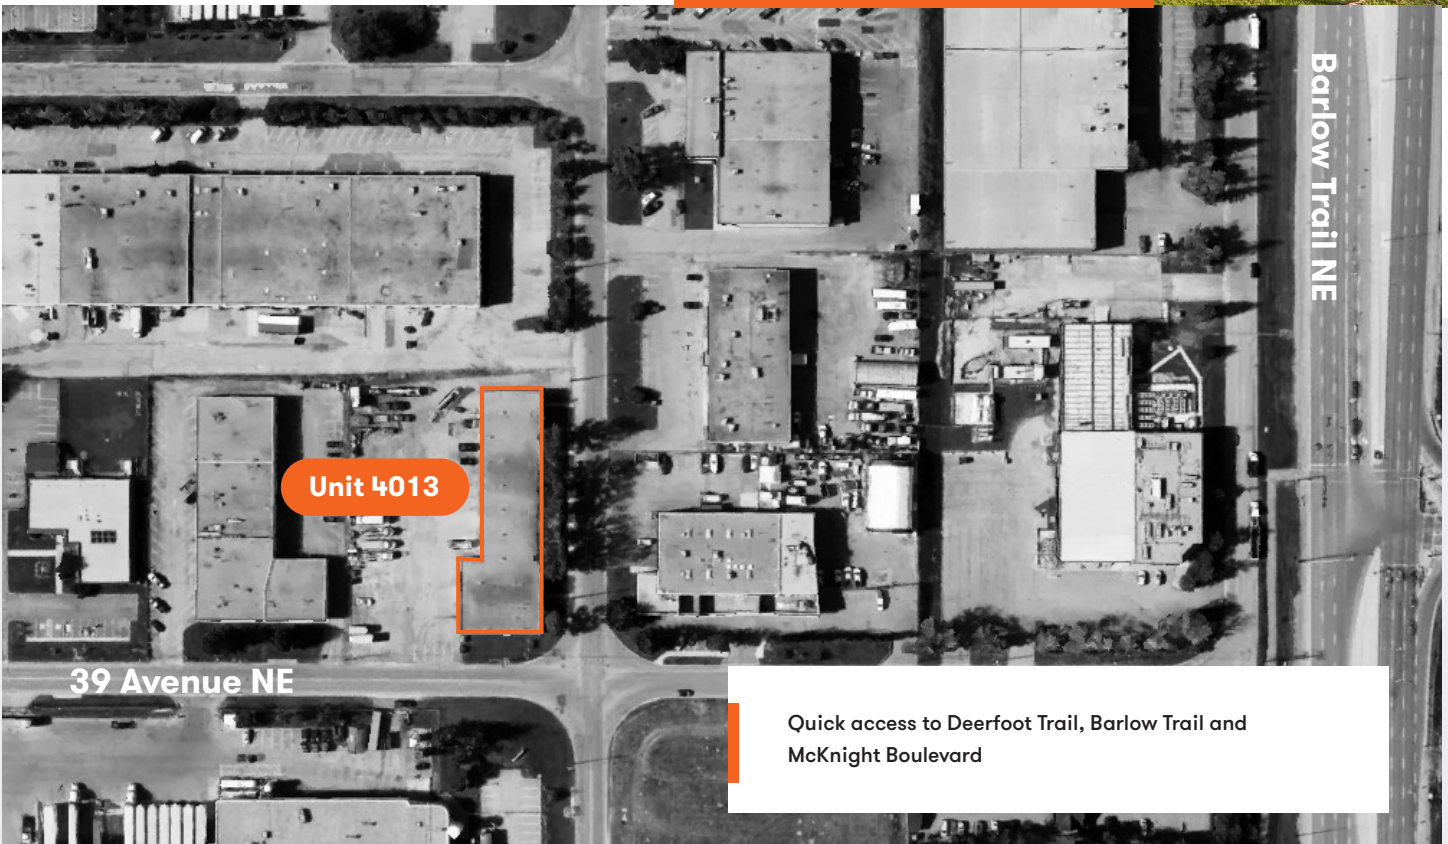 Barlow Trail NE
Unit 4013
39 Avenue NE
Quick access to Deerfoot Trail, Barlow Trail and
McKnight Boulevard